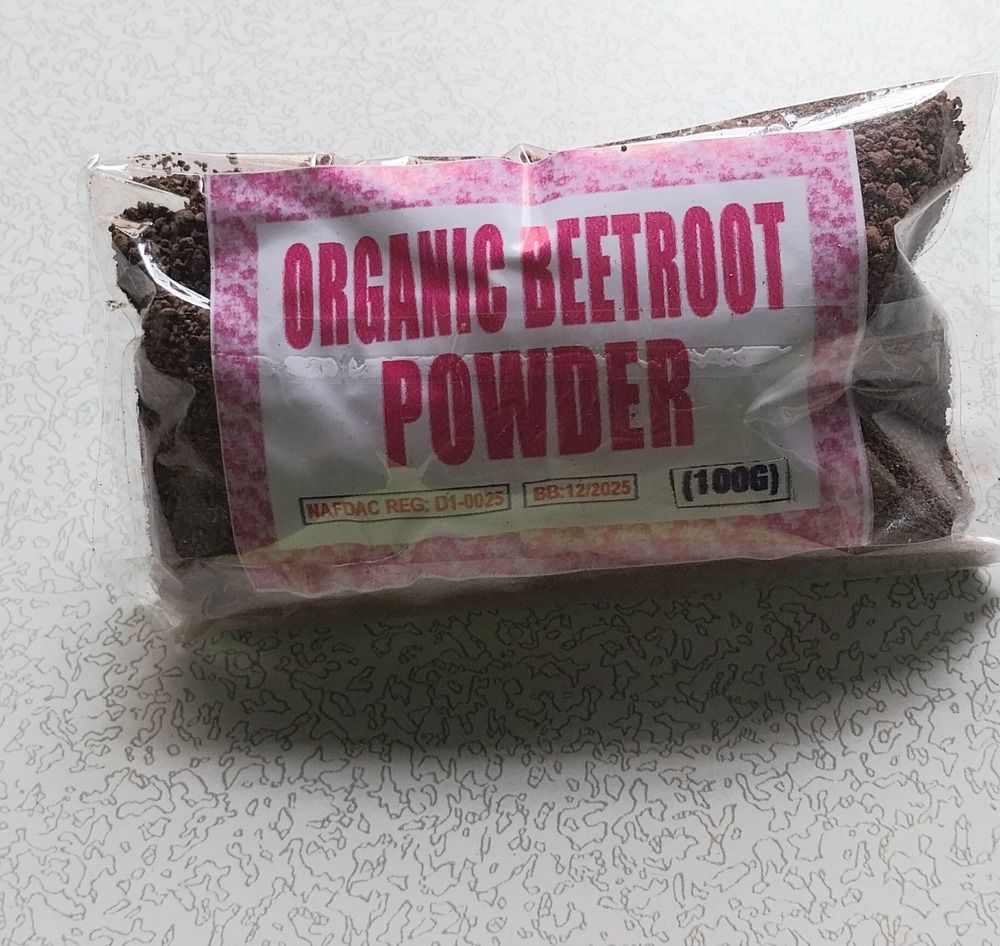 ORGANIC BEETROOT
POWDER
NAFDAC REG: D1-0025 BB:12/2025 (100G)